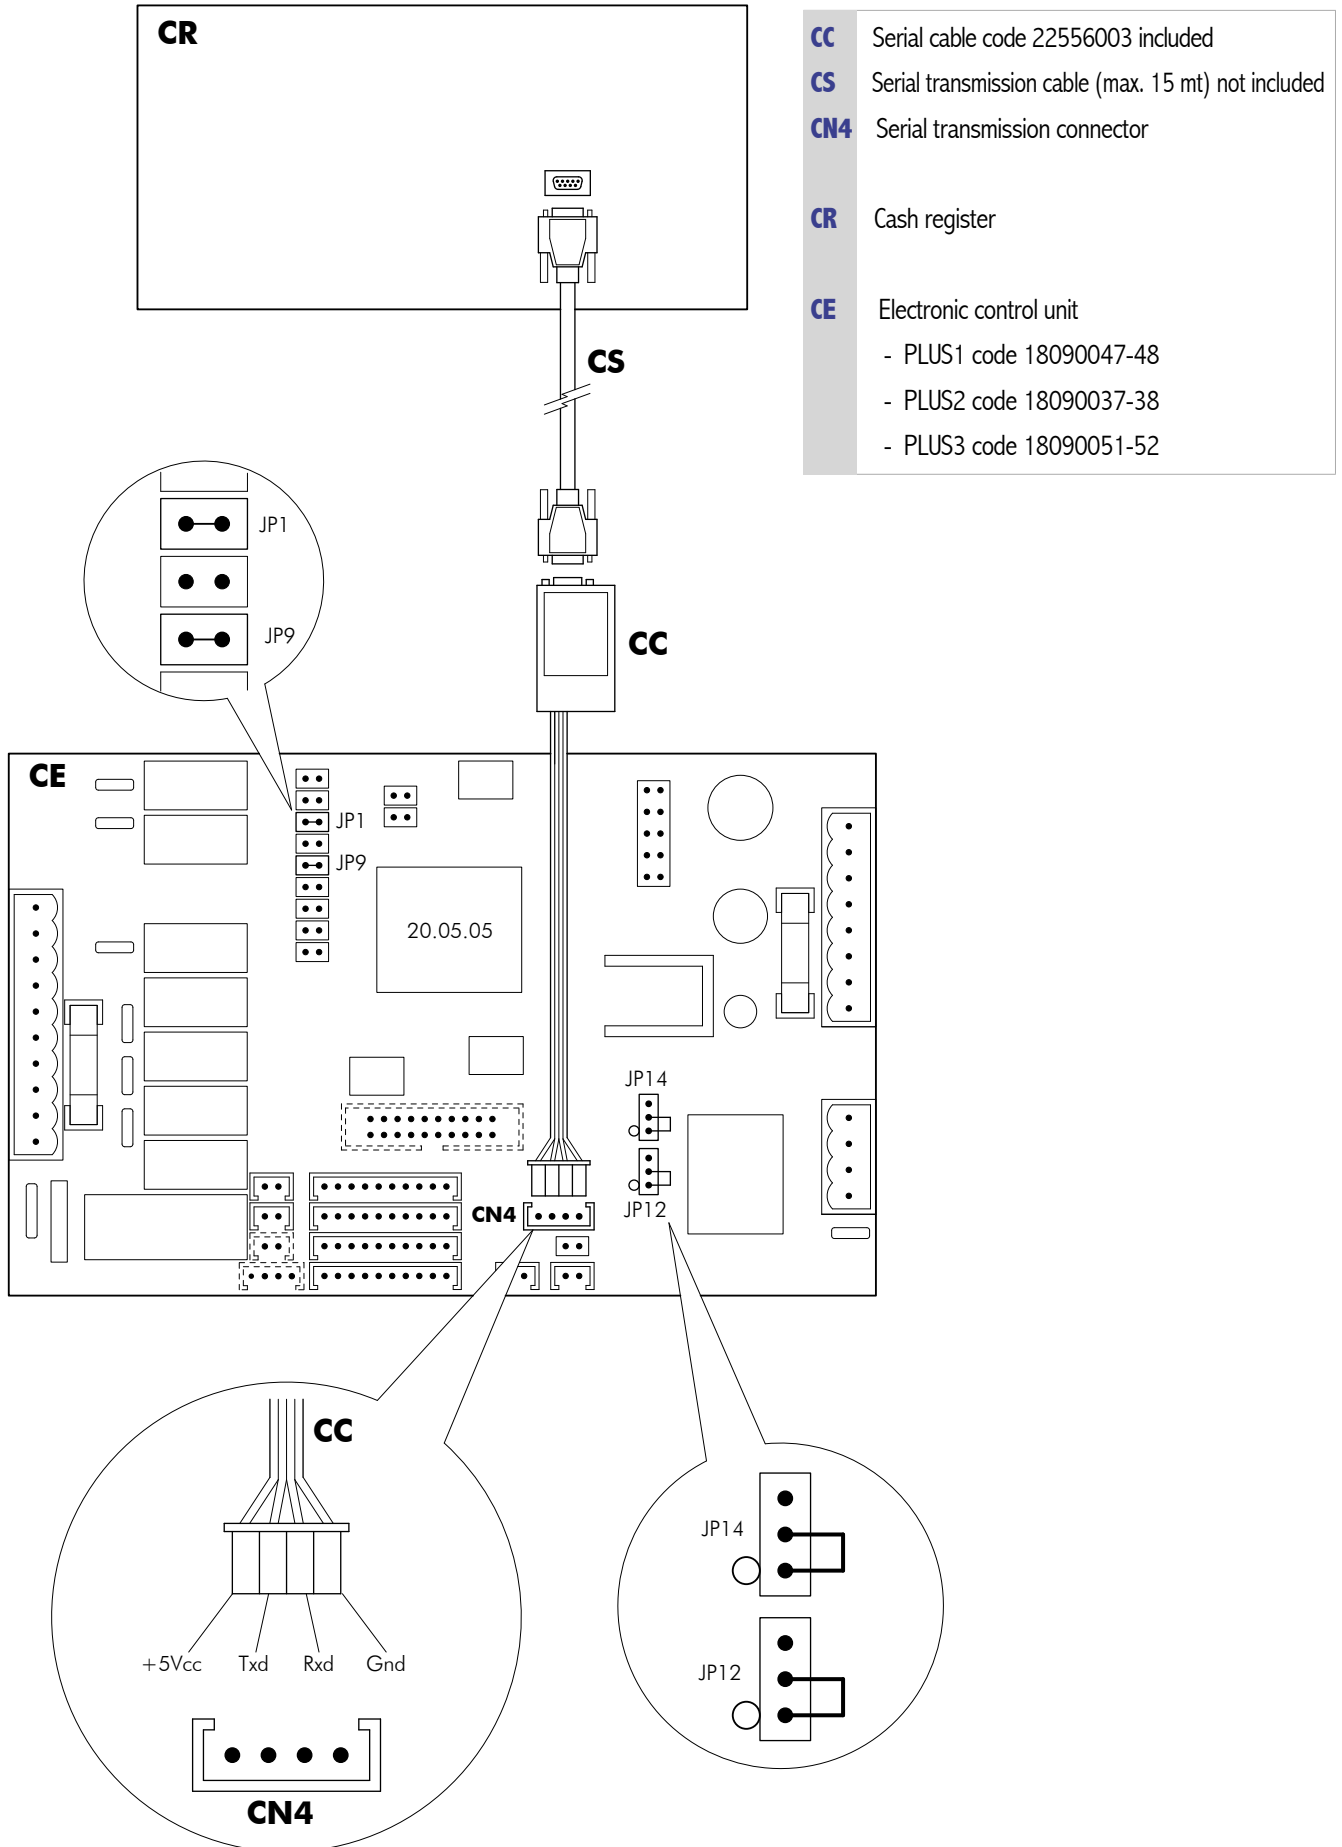 CR
CC Serial cable code 22556003 included
CS Serial transmission cable (max. 15 mt) not included
CN4 Serial transmission connector
CR Cash register
CE Electronic control unit
- PLUS1 code 18090047-48
- PLUS2 code 18090037-38
- PLUS3 code 18090051-52
CS
JP1
JP9
CC
CE
JP1
JP9
20.05.05
JP14
CN4
JP12
CC
+5Vcc Txd Rxd Gnd
CN4
JP14
JP12